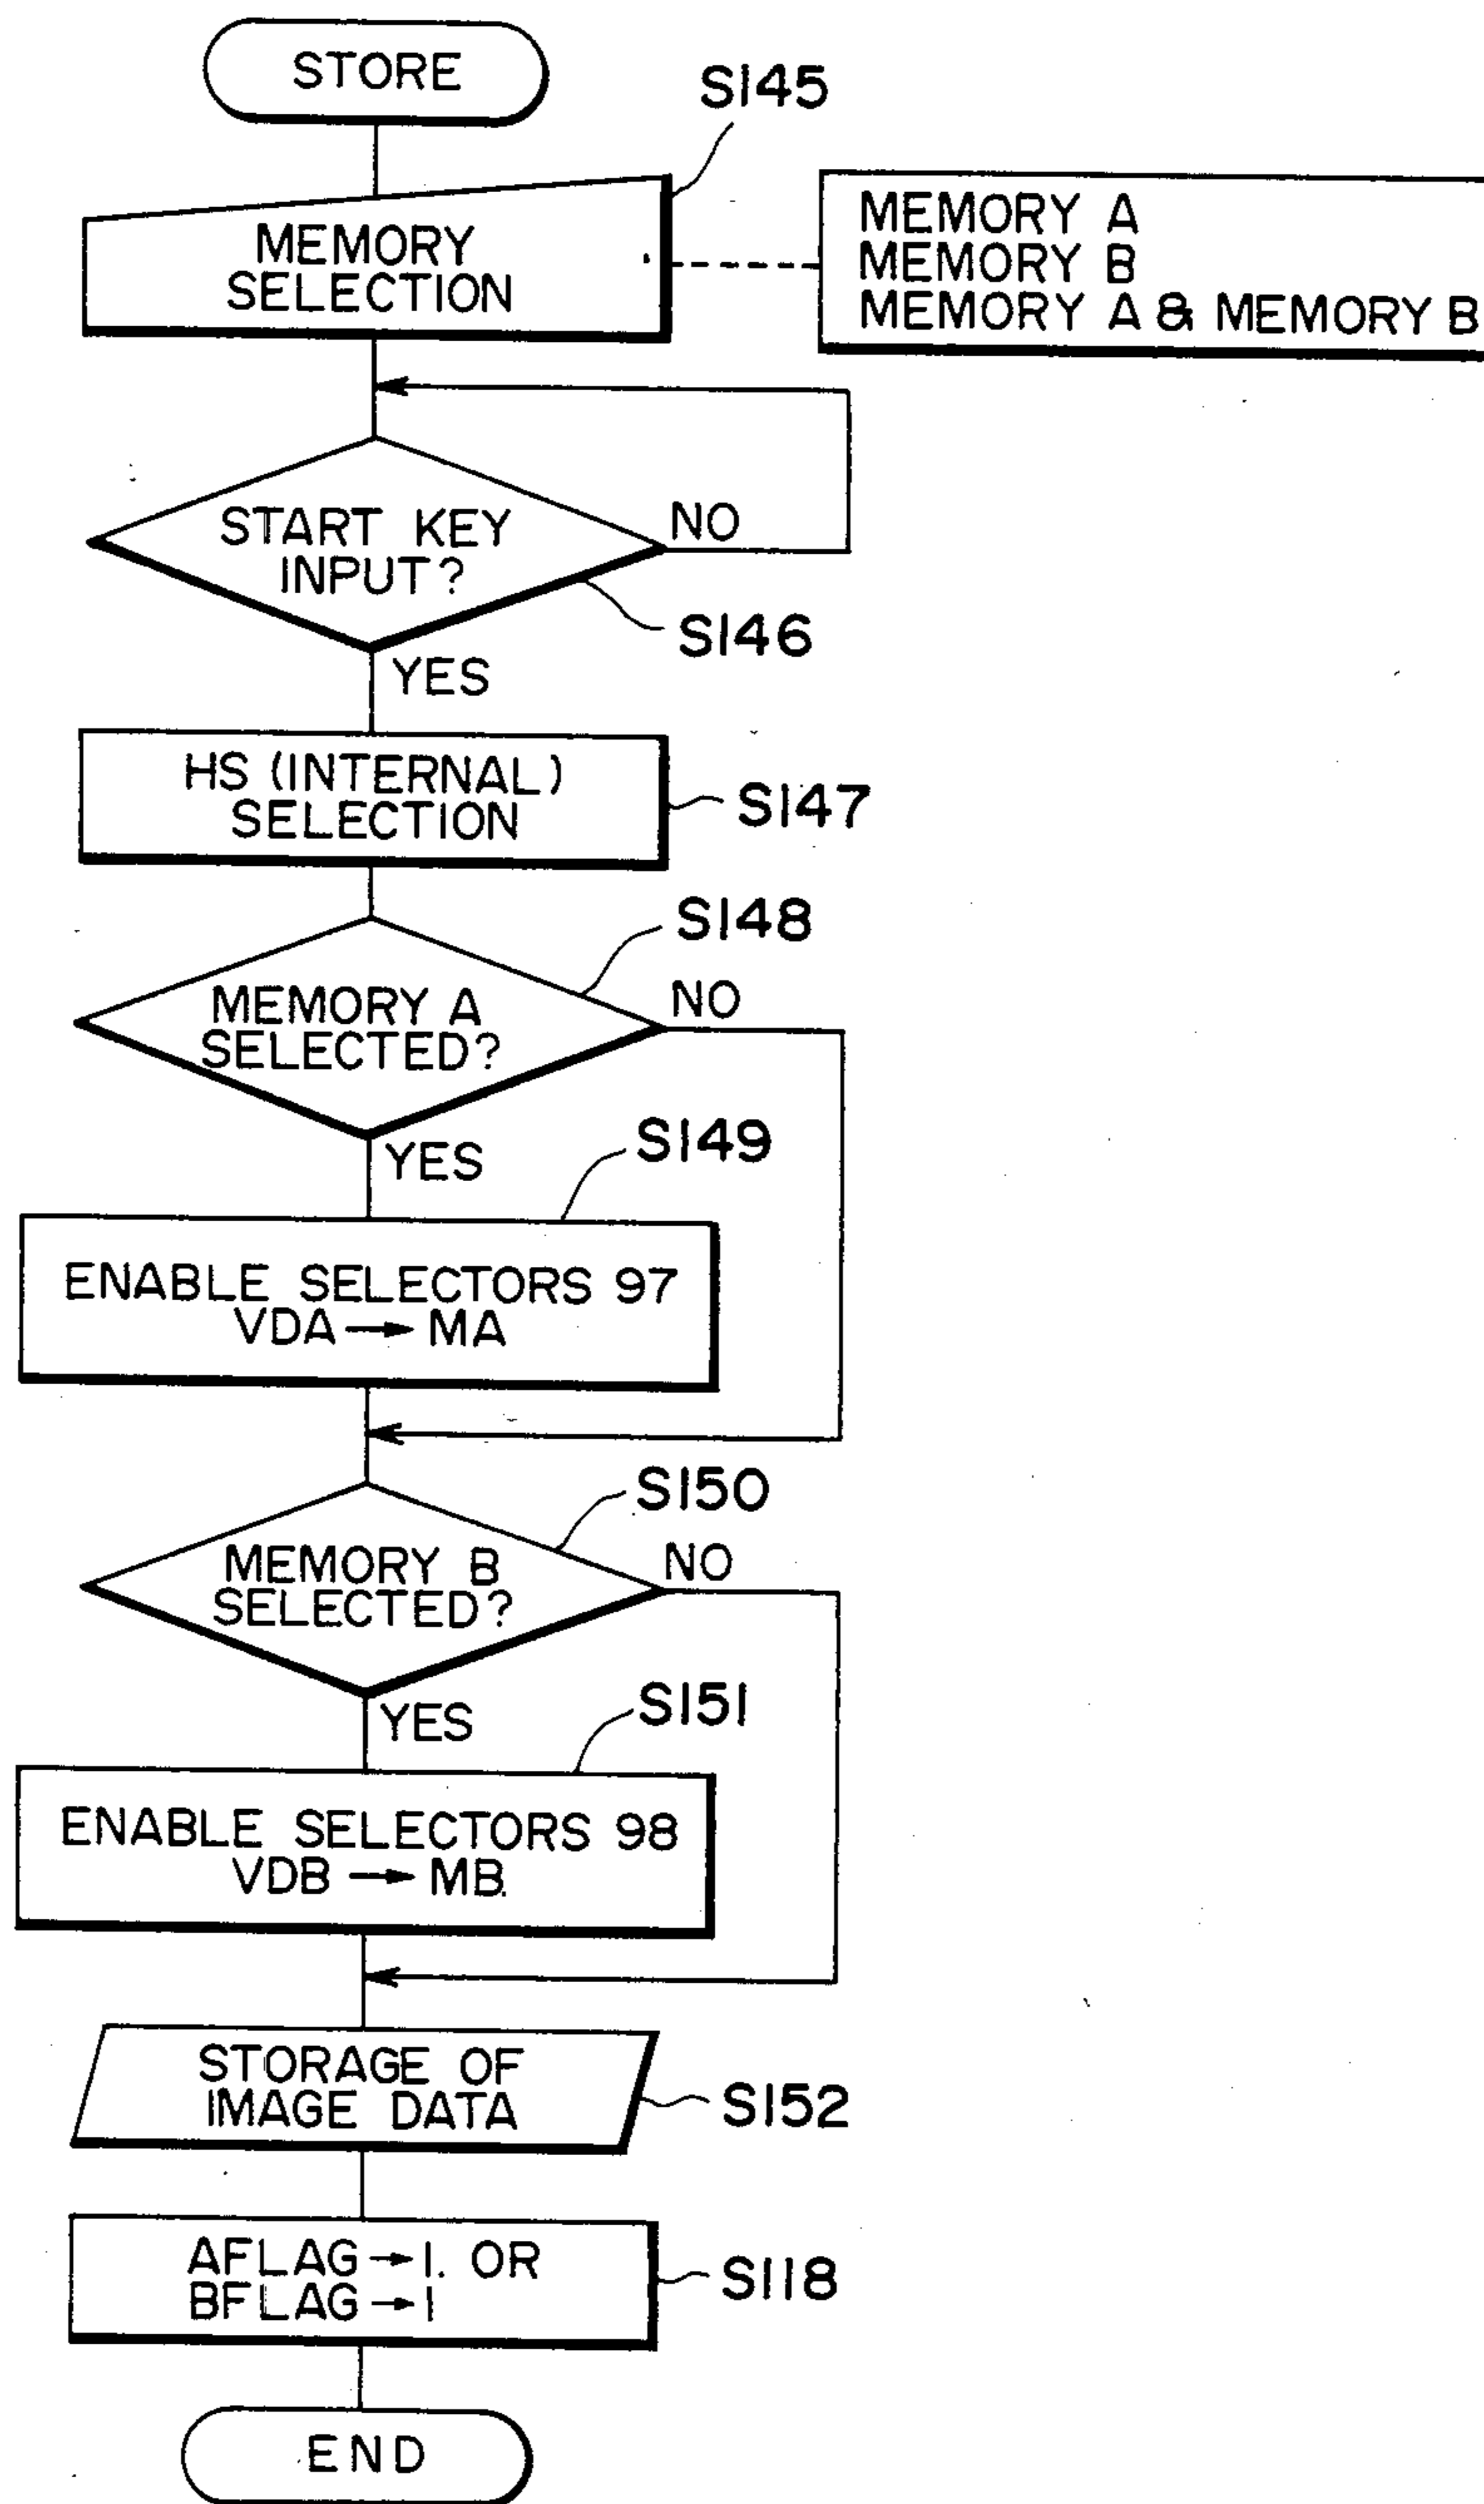 STORE
S145
MEMORY
SELECTION
MEMORY A
MEMORY B
MEMORY A & MEMORY B
START KEY
INPUT?
NO
S146
YES
HS (INTERNAL)
SELECTION
S147
S148
MEMORY A
SELECTED?
NO
YES
S149
ENABLE SELECTORS 97
VDA → MA
S150
MEMORY B
SELECTED?
NO
YES
S151
ENABLE SELECTORS 98
VDB → MB
STORAGE OF
IMAGE DATA
S152
AFLAG → 1. OR
BFLAG → 1
S118
END